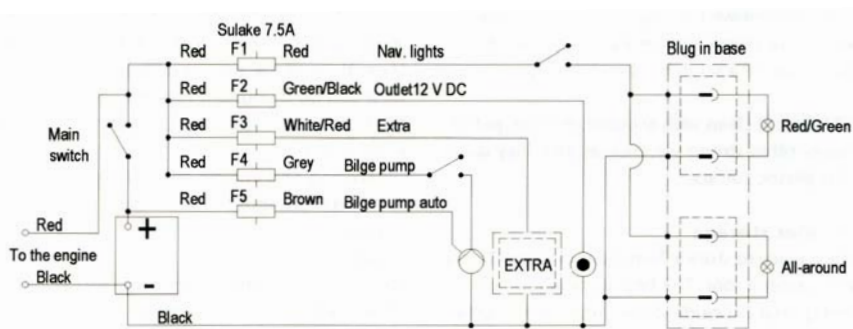 Sulake 7.5A
Red F1 Red Nav. lights
Blug in base
Red F2 Green/Black Outlet12 V DC
Red F3 White/Red Extra
Red/Green
Main
switch
Red F4 Grey Bilge pump
Red F5 Brown Bilge pump auto
Red
+
To the engine
EXTRA
All-around
Black
-
Black